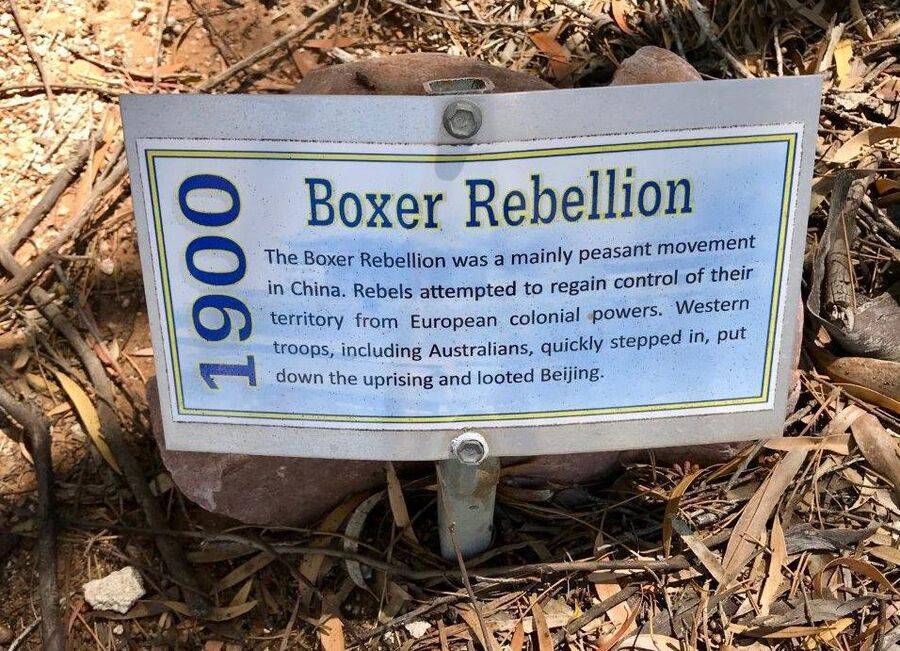 1900
Boxer Rebellion
The Boxer Rebellion was a mainly peasant movement
in China. Rebels attempted to regain control of their
territory from European colonial powers. Western
troops, including Australians, quickly stepped in, put
down the uprising and looted Beijing.